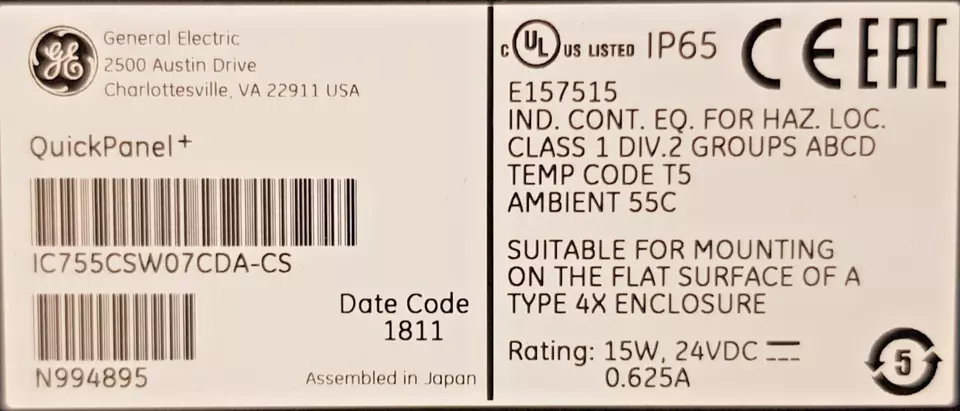 GE
General Electric
2500 Austin Drive
Charlottesville, VA 22911 USA
QuickPanel+
IC755CSW07CDA-CS
N994895
Date Code
1811
Assembled in Japan
C UL US LISTED IP65 CE EAC
E157515
IND. CONT. EQ. FOR HAZ. LOC.
CLASS 1 DIV.2 GROUPS ABCD
TEMP CODE T5
AMBIENT 55C
SUITABLE FOR MOUNTING
ON THE FLAT SURFACE OF A
TYPE 4X ENCLOSURE
Rating: 15W, 24VDC ⎓
0.625A
5